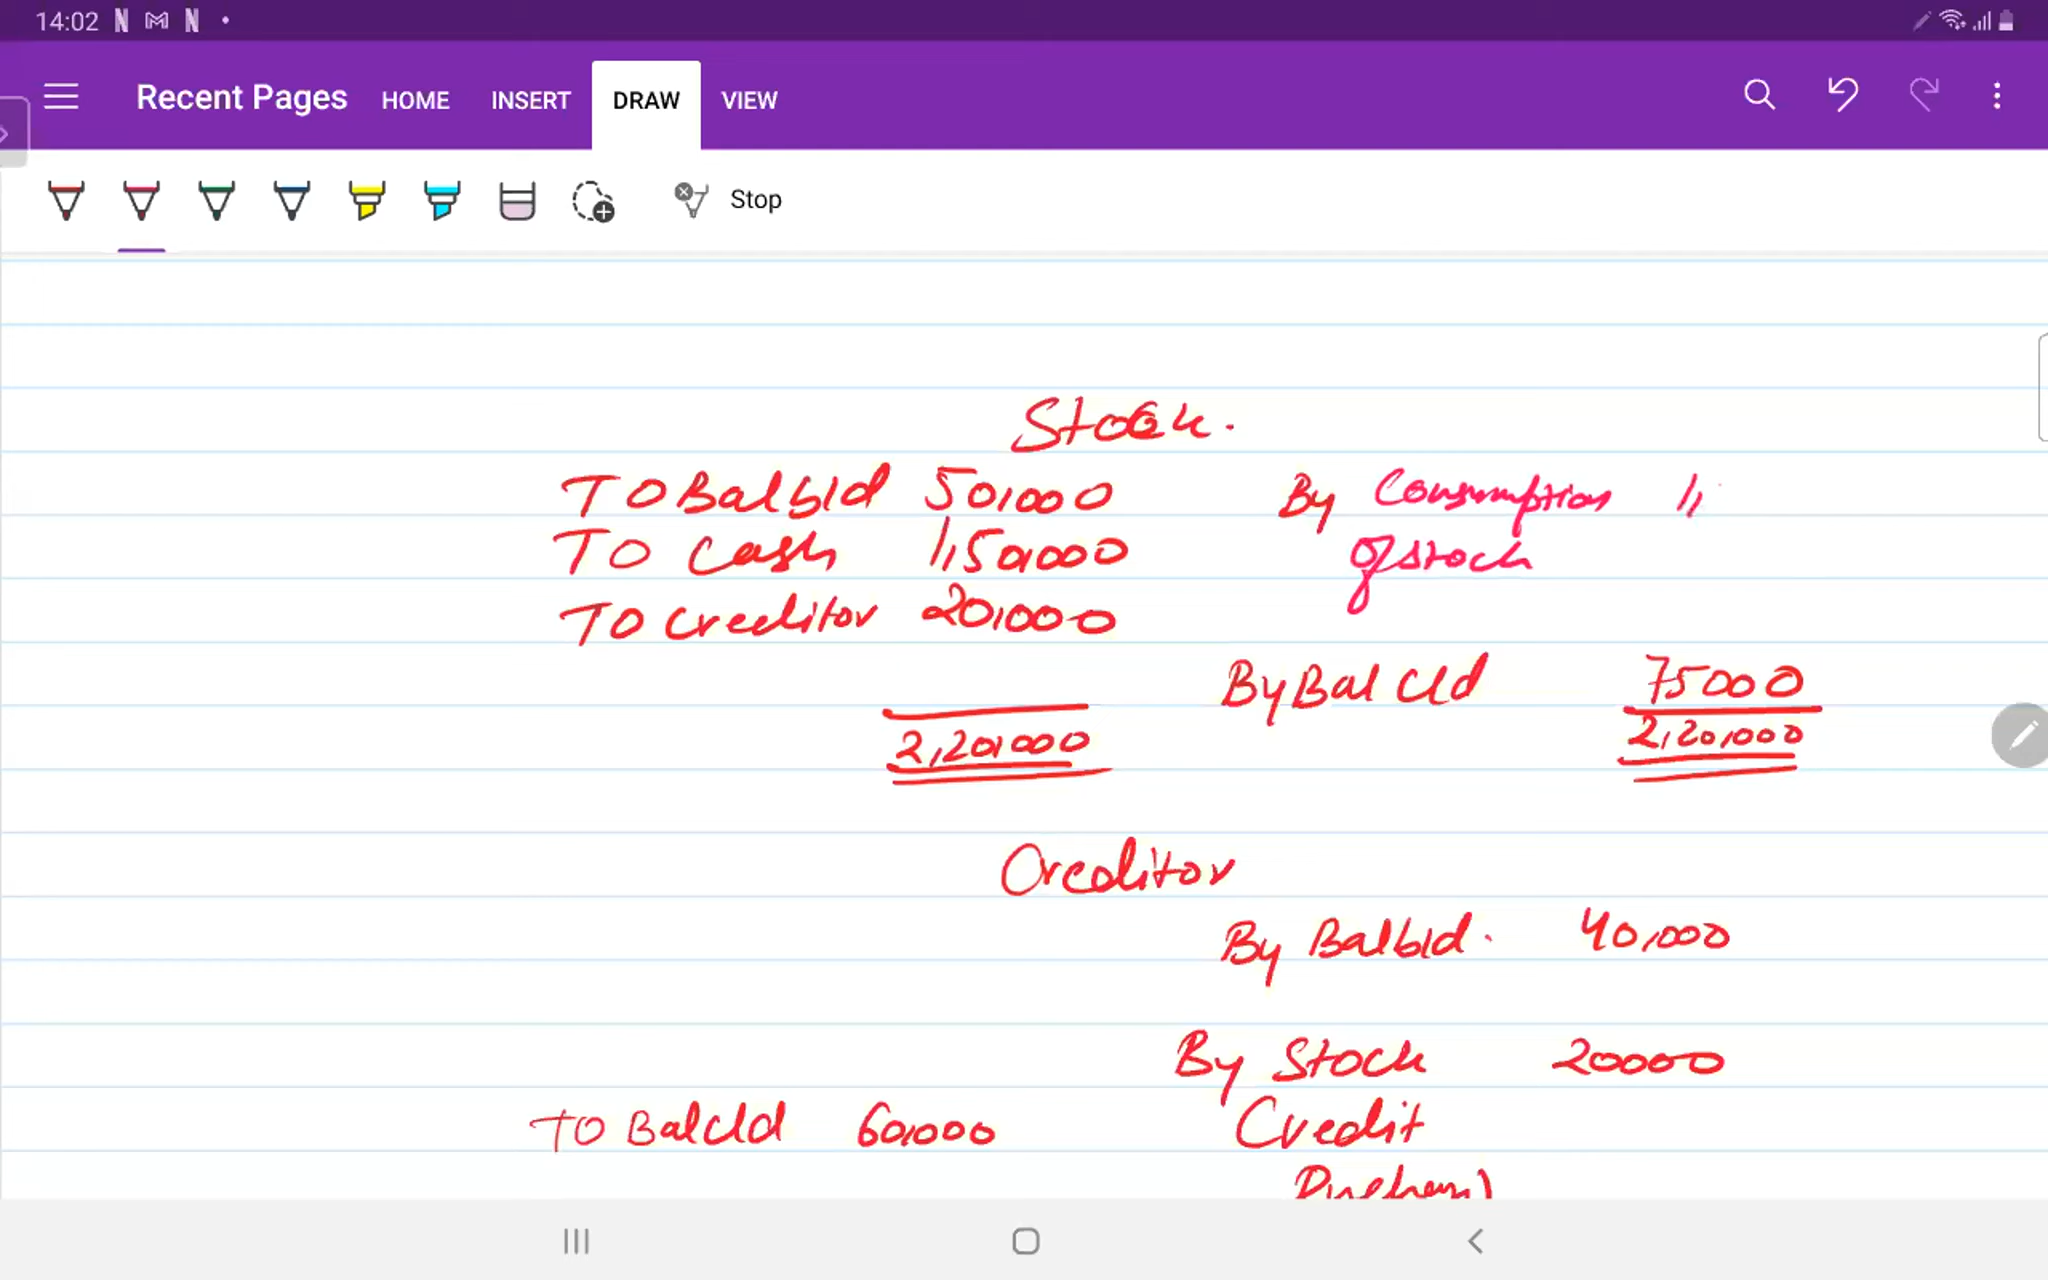 14:02
Recent Pages HOME INSERT DRAW VIEW
Stop
Stock.
To Bal b/d 50,000 By Consumption 1,
To Cash 1,50,000 of stock
To Creditor 20,000
By Bal c/d 75000
2,20,000 2,20,000
Creditor
By Bal b/d. 40,000
By Stock 20000
To Bal c/d 60,000 Credit